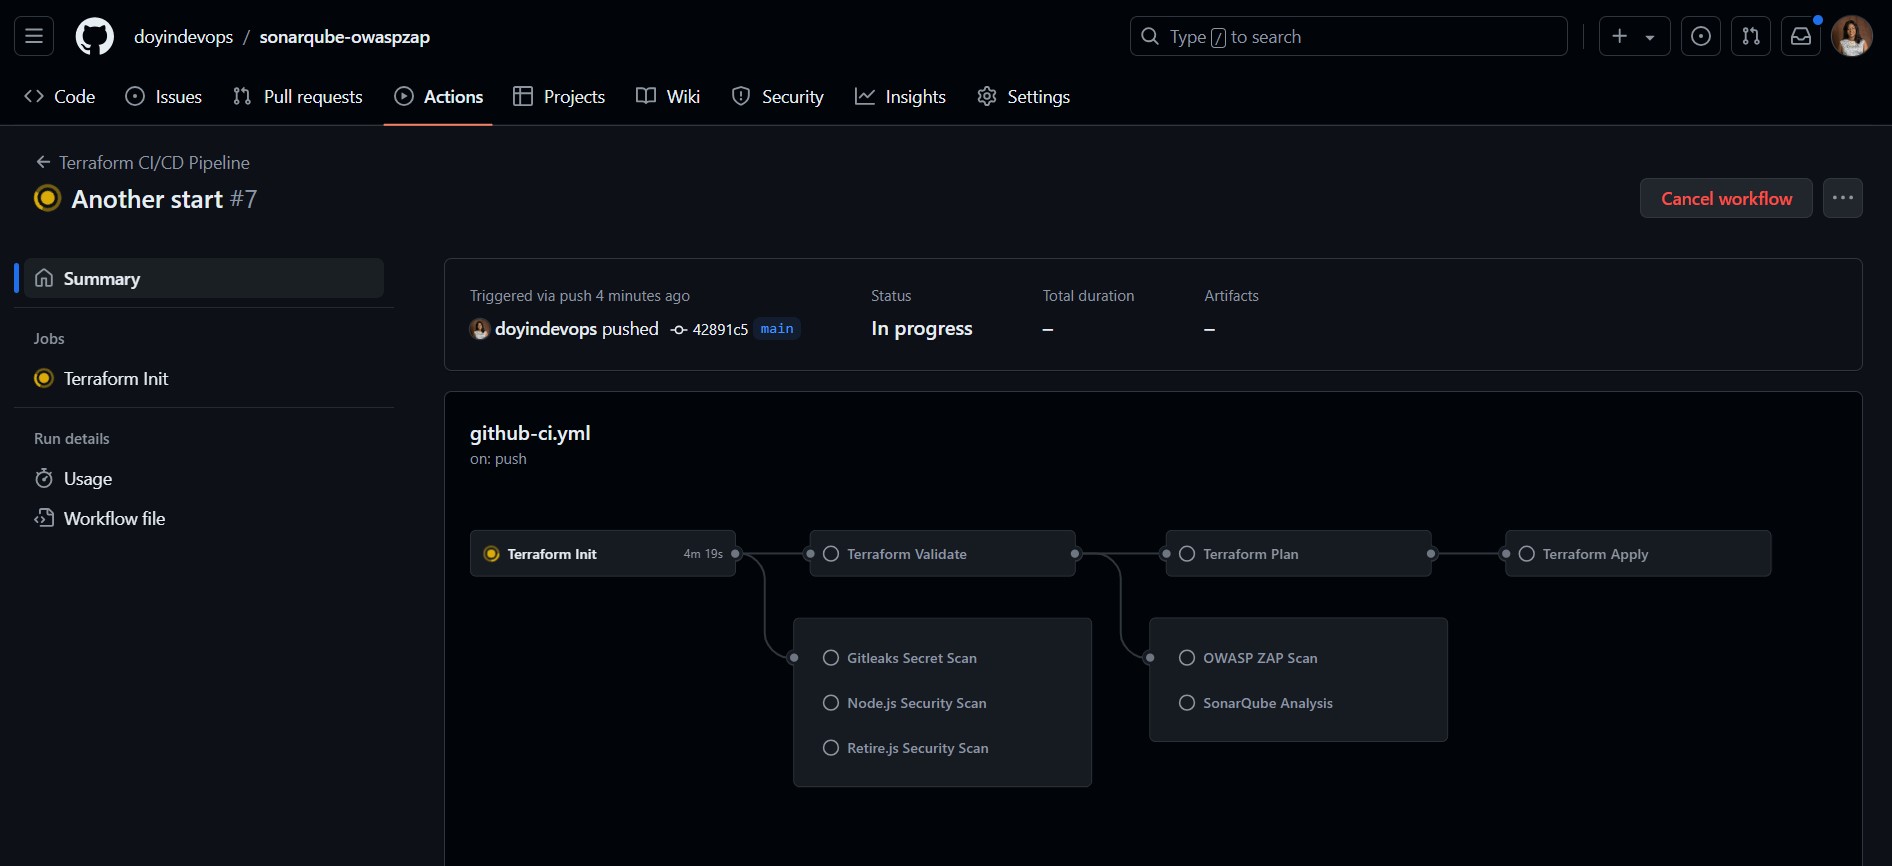 doyindevops / sonarqube-owaspzap
Type / to search
Code Issues Pull requests Actions Projects Wiki Security Insights Settings
Terraform CI/CD Pipeline
Another start #7
Cancel workflow
Summary
Jobs
Terraform Init
Run details
Usage
Workflow file
Triggered via push 4 minutes ago
doyindevops pushed 42891c5 main
Status
In progress
Total duration
–
Artifacts
–
github-ci.yml
on: push
Terraform Init 4m 19s
Terraform Validate
Terraform Plan
Terraform Apply
Gitleaks Secret Scan
Node.js Security Scan
Retire.js Security Scan
OWASP ZAP Scan
SonarQube Analysis